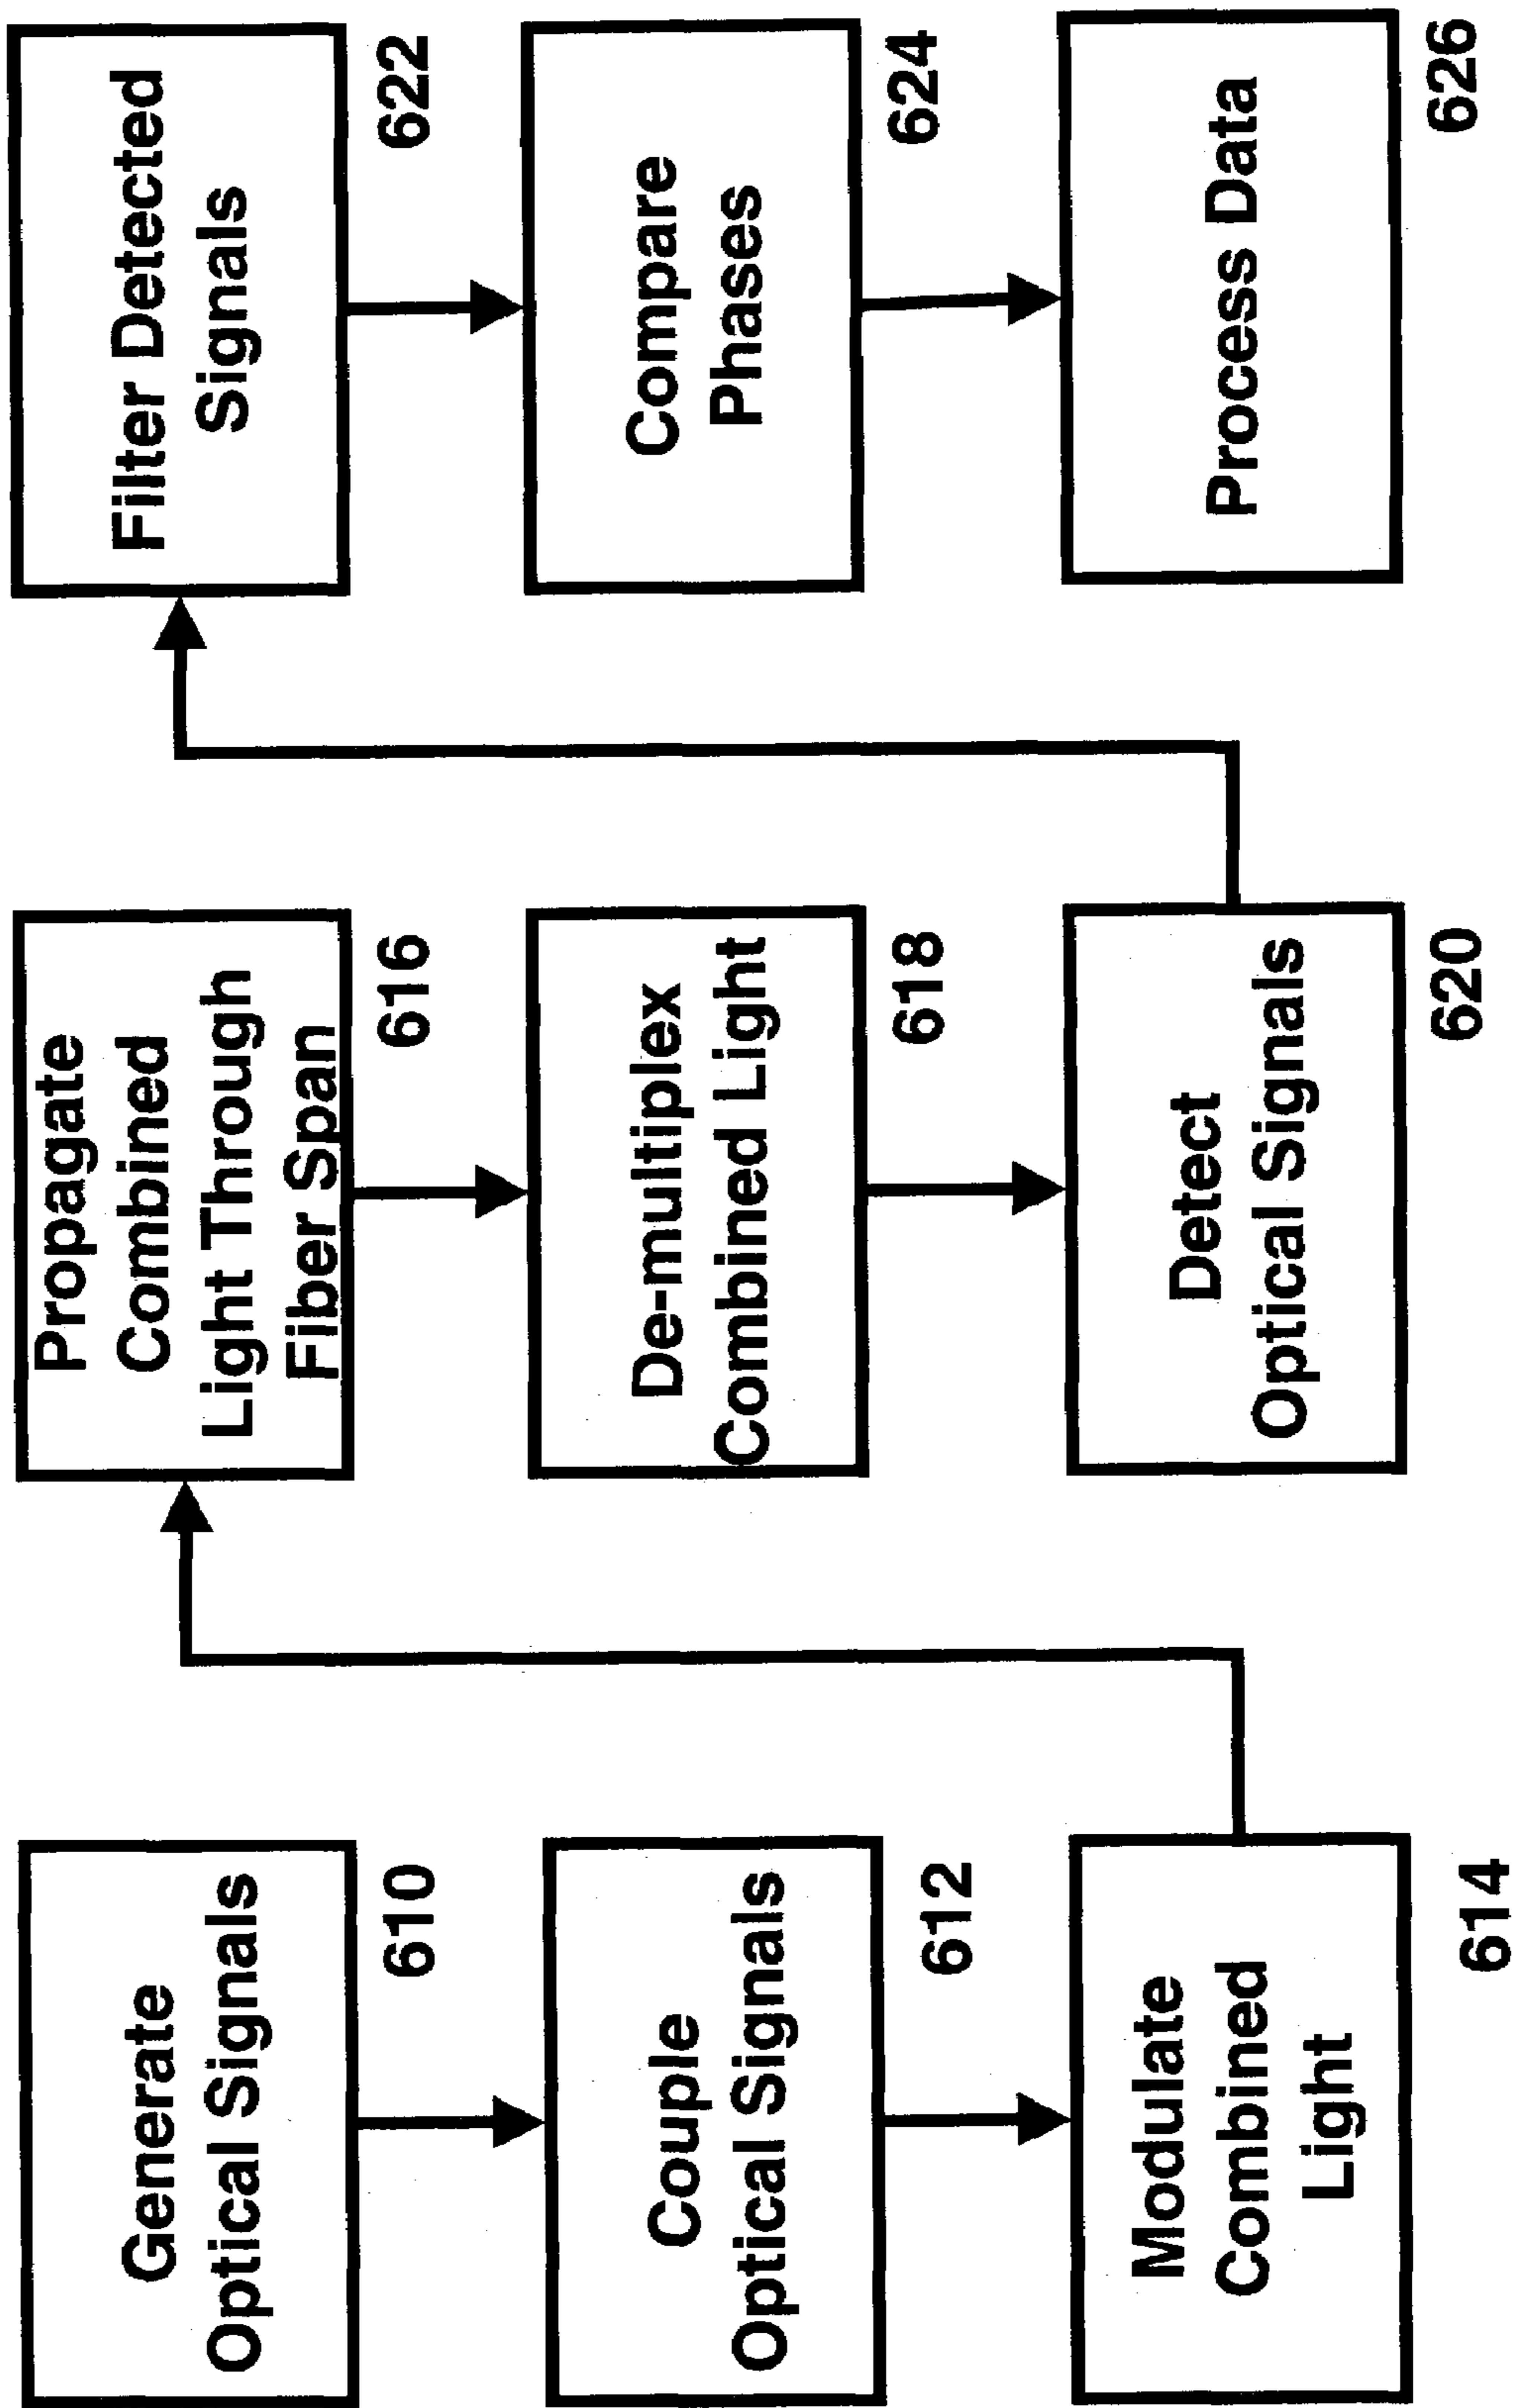 Generate
Optical Signals
610
Couple
Optical Signals
612
Modulate
Combined
Light
614
Propagate
Combined
Light Through
Fiber Span
616
De-multiplex
Combined Light
618
Detect
Optical Signals
620
Filter Detected
Signals
622
Compare
Phases
624
Process Data
626